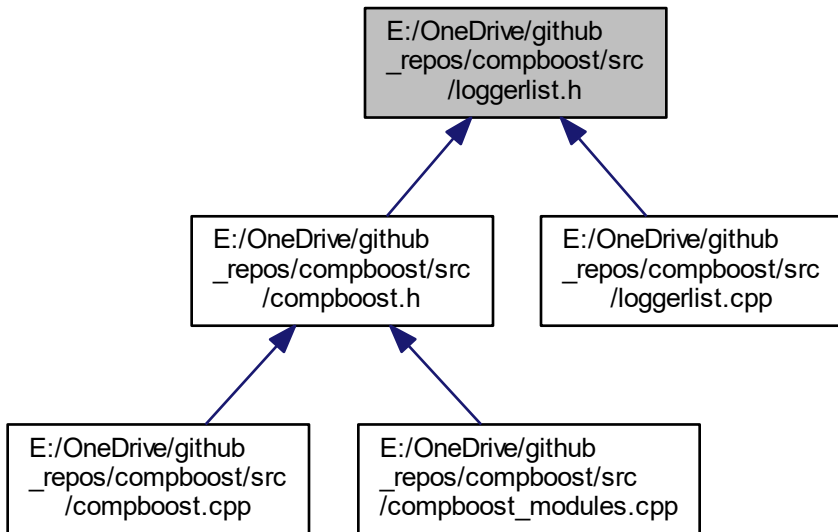 E:/OneDrive/github
_repos/compboost/src
/loggerlist.h
E:/OneDrive/github
_repos/compboost/src
/compboost.h
E:/OneDrive/github
_repos/compboost/src
/loggerlist.cpp
E:/OneDrive/github
_repos/compboost/src
/compboost.cpp
E:/OneDrive/github
_repos/compboost/src
/compboost_modules.cpp